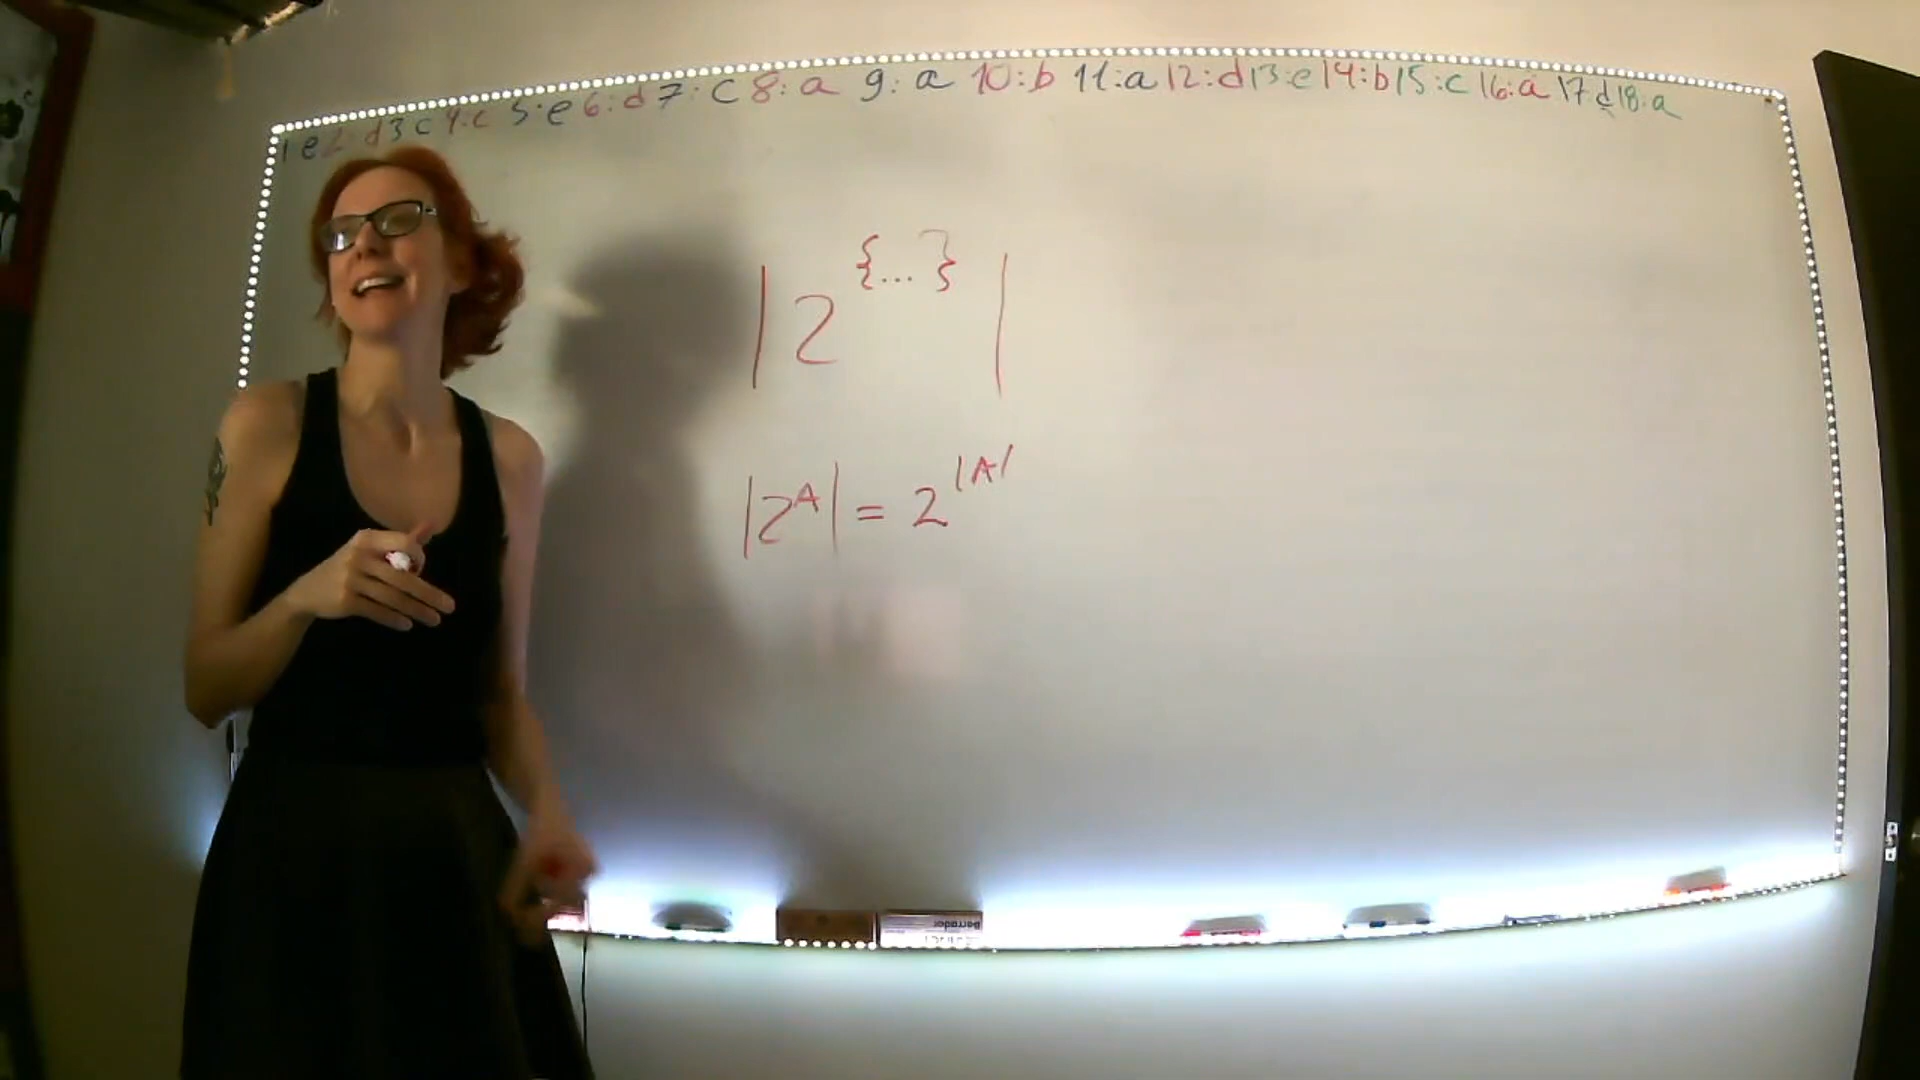 1 e 2: d 3 c 4: c 5: e 6: d 7: c 8: a 9: a 10: b 11: a 12: d 13: e 14: b 15: c 16: a 17 d 18: a
|2^{...}|
|2^A| = 2^|A|
Borrador